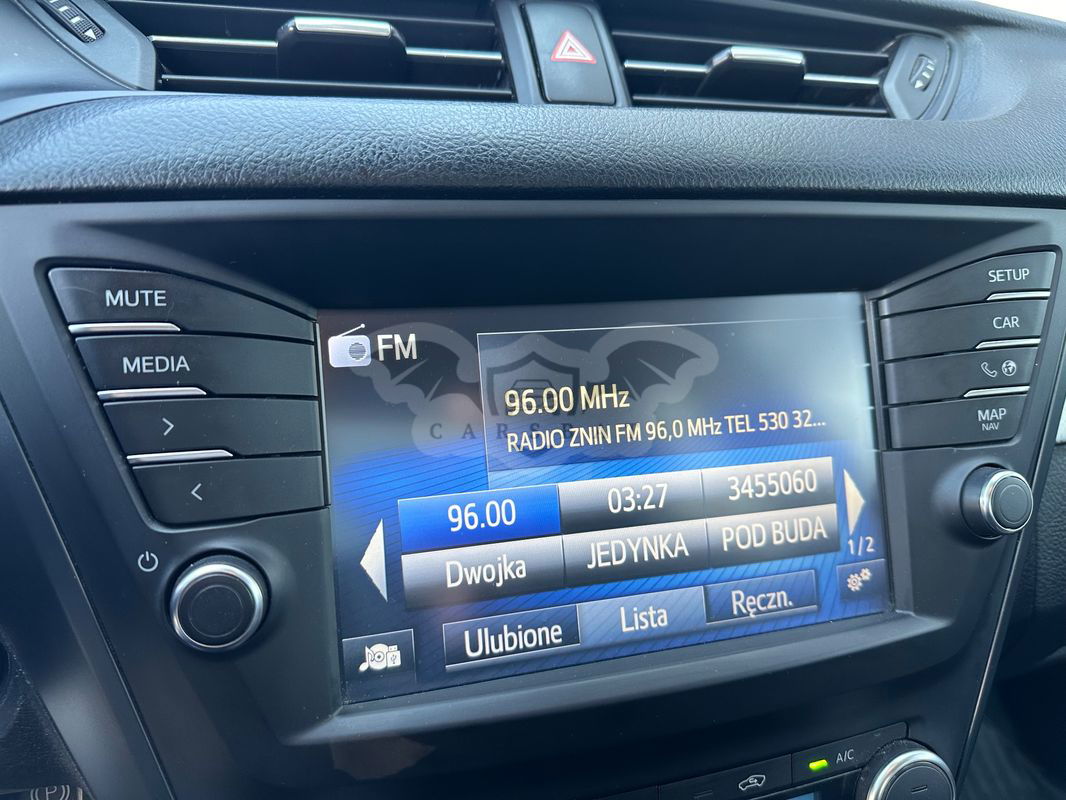 MUTE
MEDIA
>
<
SETUP
CAR
MAP
NAV
FM
96.00 MHz
CARSE
RADIO ZNIN FM 96,0 MHz TEL 530 32...
96.00 03:27 3455060
Dwojka JEDYNKA POD BUDA
1/2
Ulubione Lista Ręczn.
A/C
P